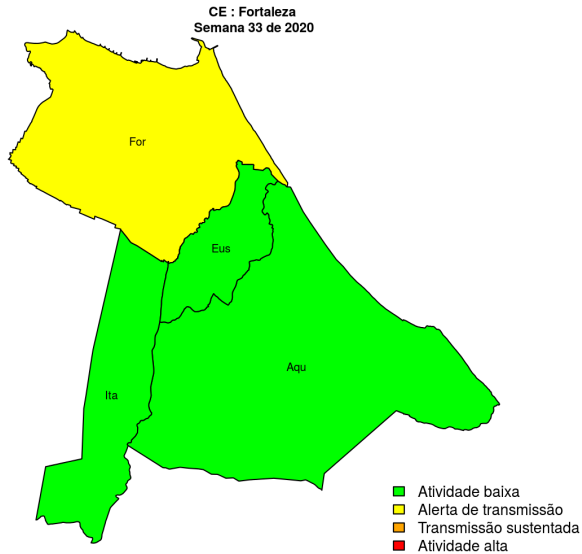 CE : Fortaleza
Semana 33 de 2020
For
Eus
Aqu
Ita
Atividade baixa
Alerta de transmissão
Transmissão sustentada
Atividade alta